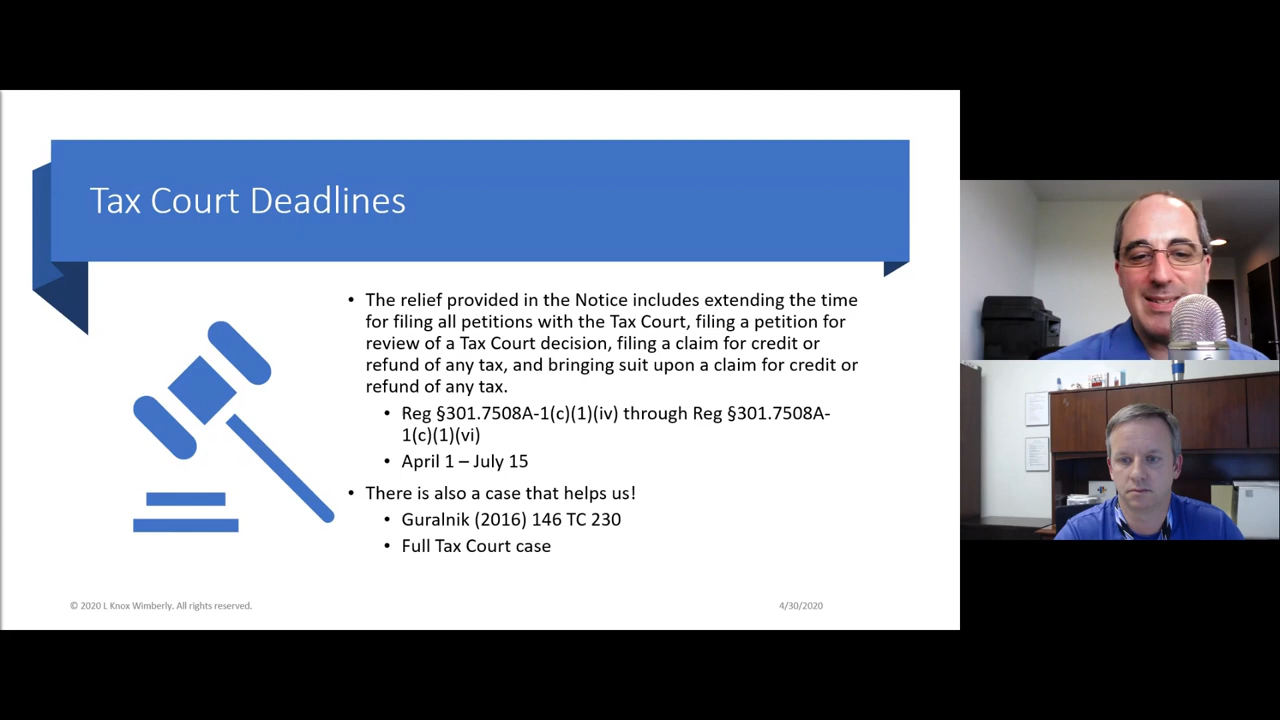 Tax Court Deadlines
• The relief provided in the Notice includes extending the time
for filing all petitions with the Tax Court, filing a petition for
review of a Tax Court decision, filing a claim for credit or
refund of any tax, and bringing suit upon a claim for credit or
refund of any tax.
• Reg §301.7508A-1(c)(1)(iv) through Reg §301.7508A-
1(c)(1)(vi)
• April 1 – July 15
• There is also a case that helps us!
• Guralnik (2016) 146 TC 230
• Full Tax Court case
© 2020 L Knox Wimberly. All rights reserved.
4/30/2020